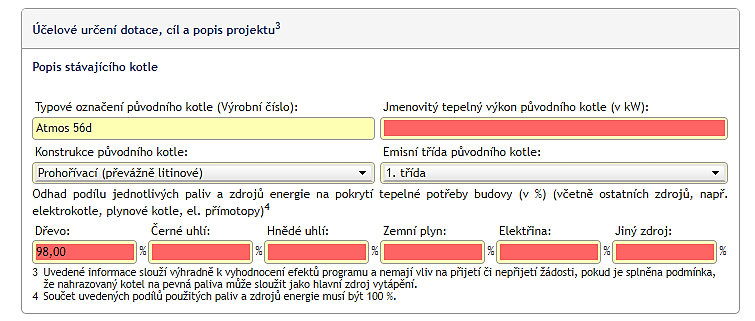 Účelové určení dotace, cíl a popis projektu3
Popis stávajícího kotle
Typové označení původního kotle (Výrobní číslo):
Jmenovitý tepelný výkon původního kotle (v kW):
Atmos 56d
Konstrukce původního kotle:
Emisní třída původního kotle:
Prohořívací (převážně litinové)
1. třída
Odhad podílu jednotlivých paliv a zdrojů energie na pokrytí tepelné potřeby budovy (v %) (včetně ostatních zdrojů, např.
elektrokotle, plynové kotle, el. přímotopy)4
Dřevo: Černé uhlí: Hnědé uhlí: Zemní plyn: Elektřina: Jiný zdroj:
98,00 % % % % % %
3 Uvedené informace slouží výhradně k vyhodnocení efektů programu a nemají vliv na přijetí či nepřijetí žádosti, pokud je splněna podmínka,
že nahrazovaný kotel na pevná paliva může sloužit jako hlavní zdroj vytápění.
4 Součet uvedených podílů použitých paliv a zdrojů energie musí být 100 %.